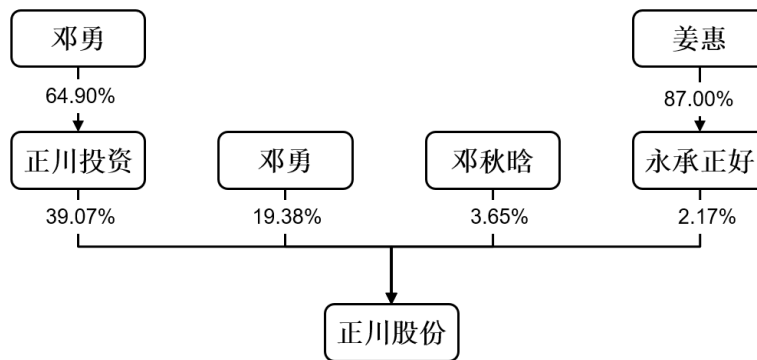 邓勇
姜惠
64.90%
87.00%
正川投资
邓勇
邓秋晗
永承正好
39.07%
19.38%
3.65%
2.17%
正川股份